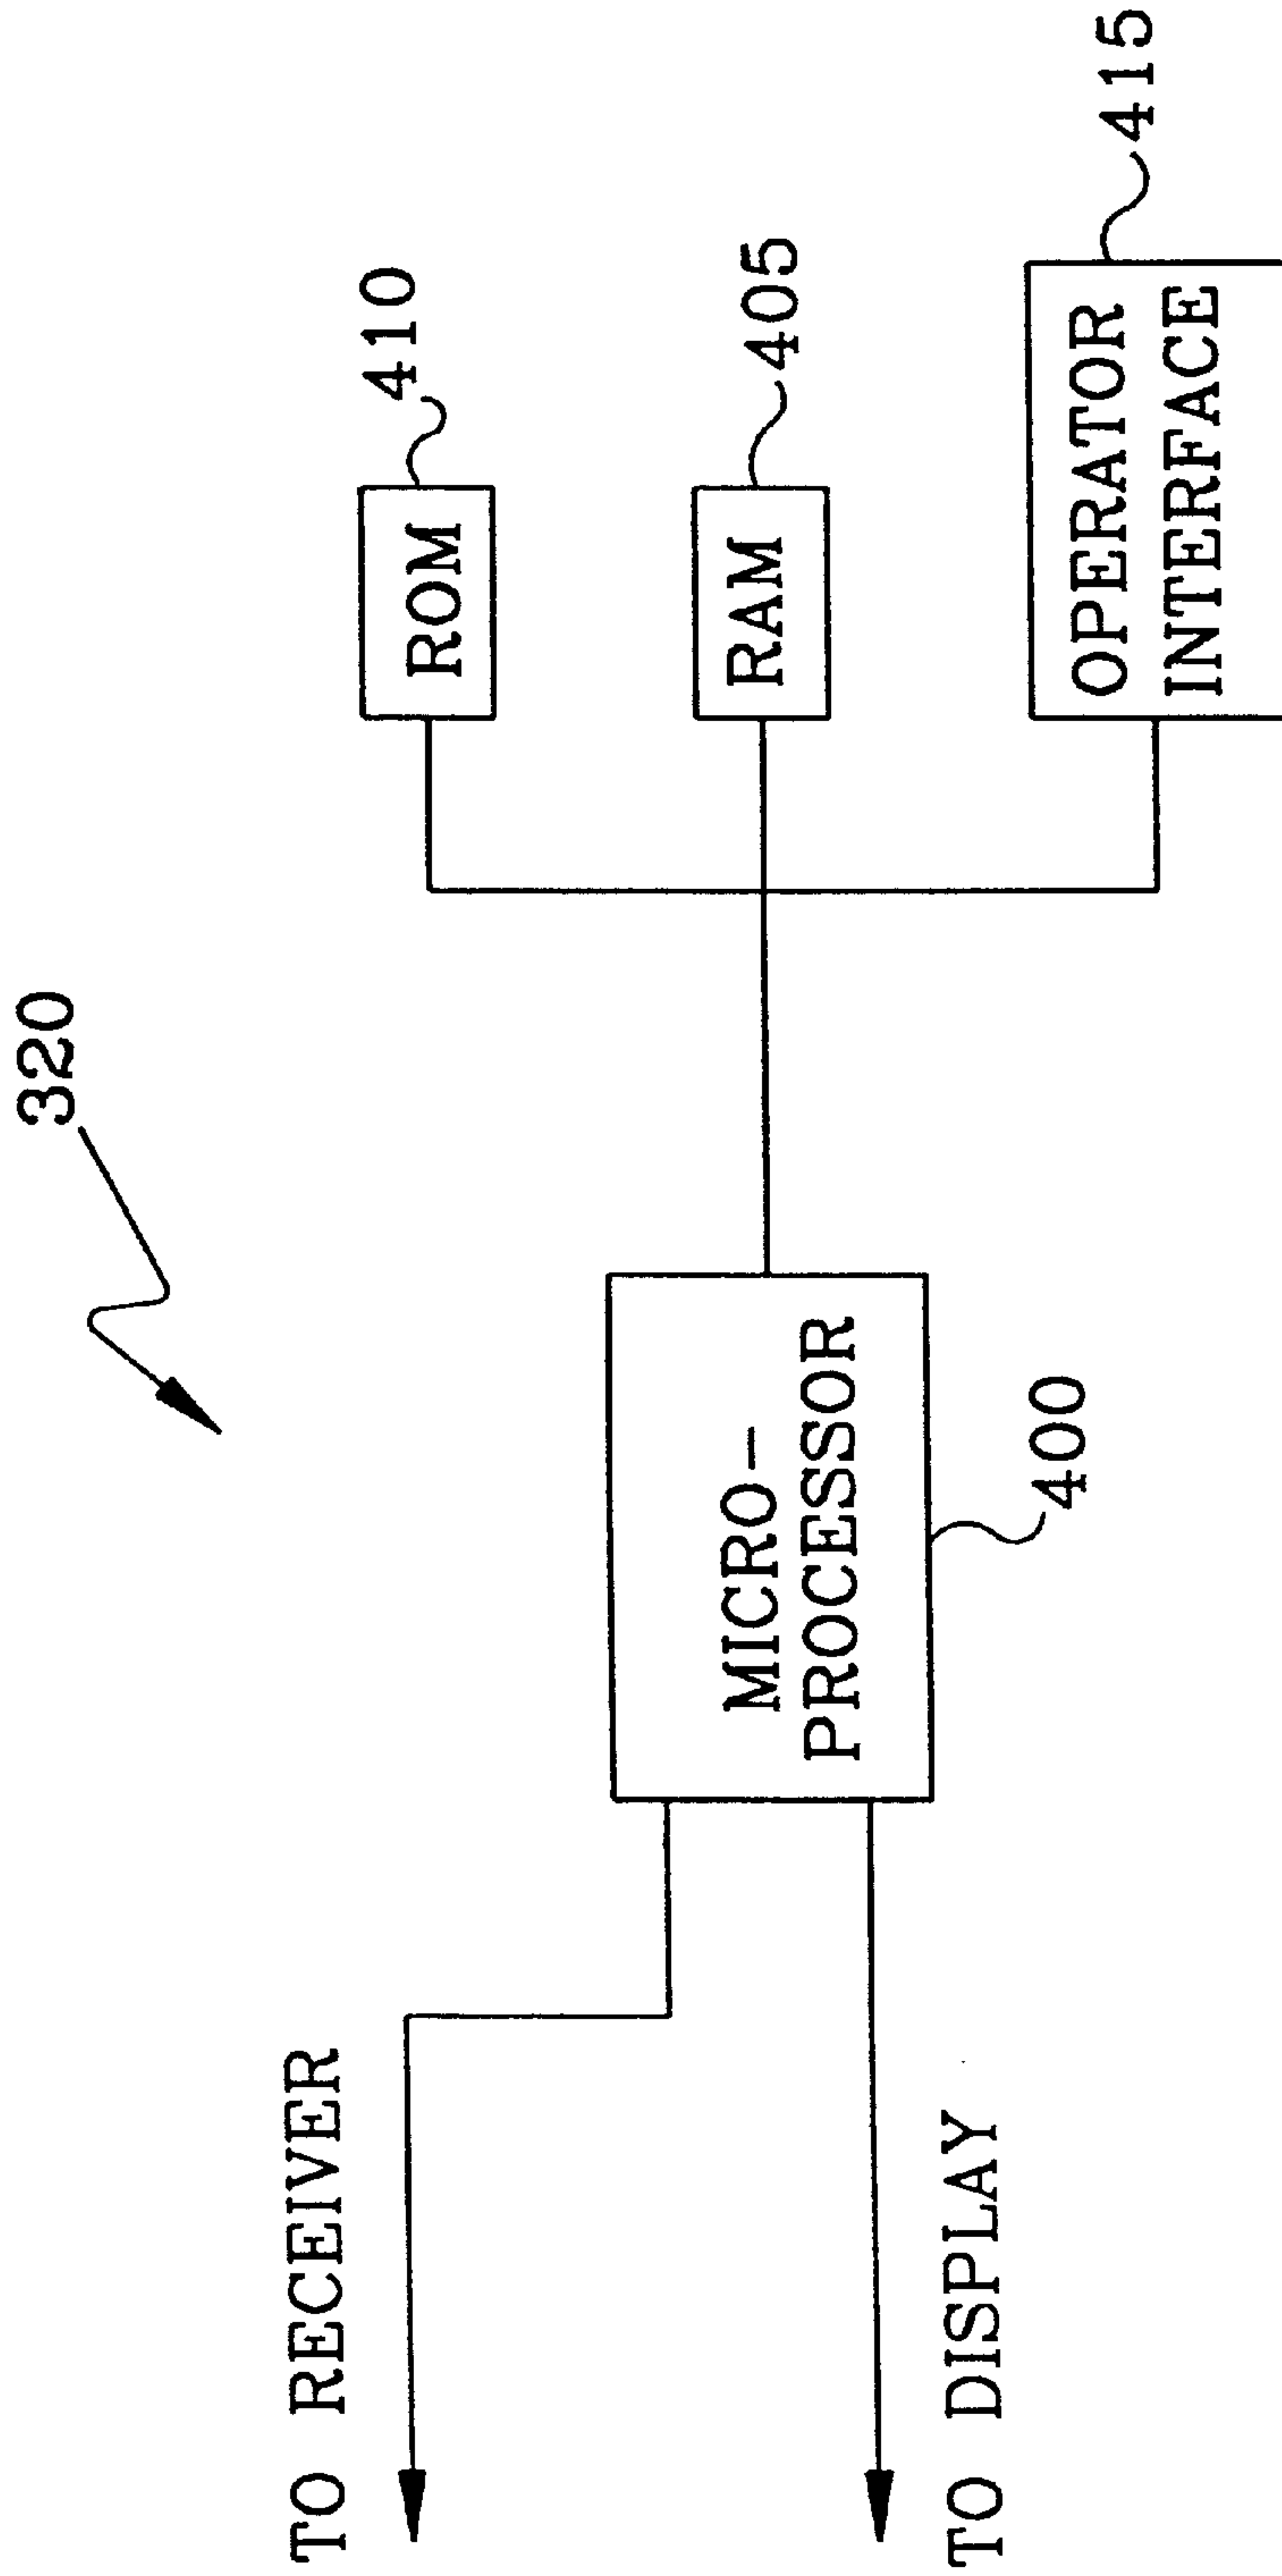 320
TO RECEIVER
410
ROM
MICRO-
PROCESSOR
400
RAM
405
TO DISPLAY
OPERATOR
INTERFACE
415